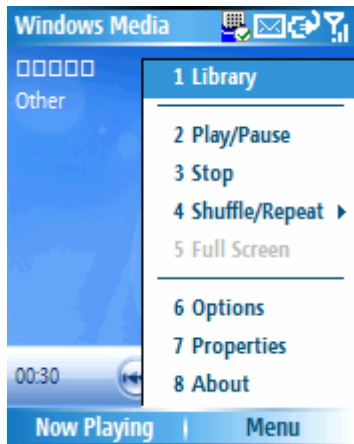 Windows Media
Other
1 Library
2 Play/Pause
3 Stop
4 Shuffle/Repeat
5 Full Screen
6 Options
7 Properties
8 About
00:30
Now Playing
Menu